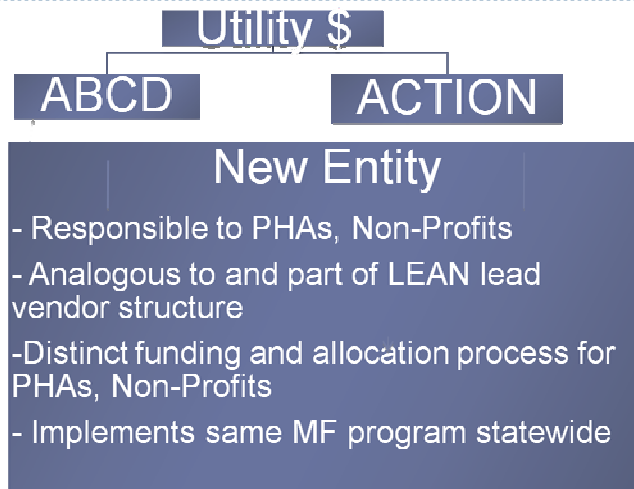 Utility $
ABCD
ACTION
New Entity
- Responsible to PHAs, Non-Profits
- Analogous to and part of LEAN lead
vendor structure
-Distinct funding and allocation process for
PHAs, Non-Profits
- Implements same MF program statewide